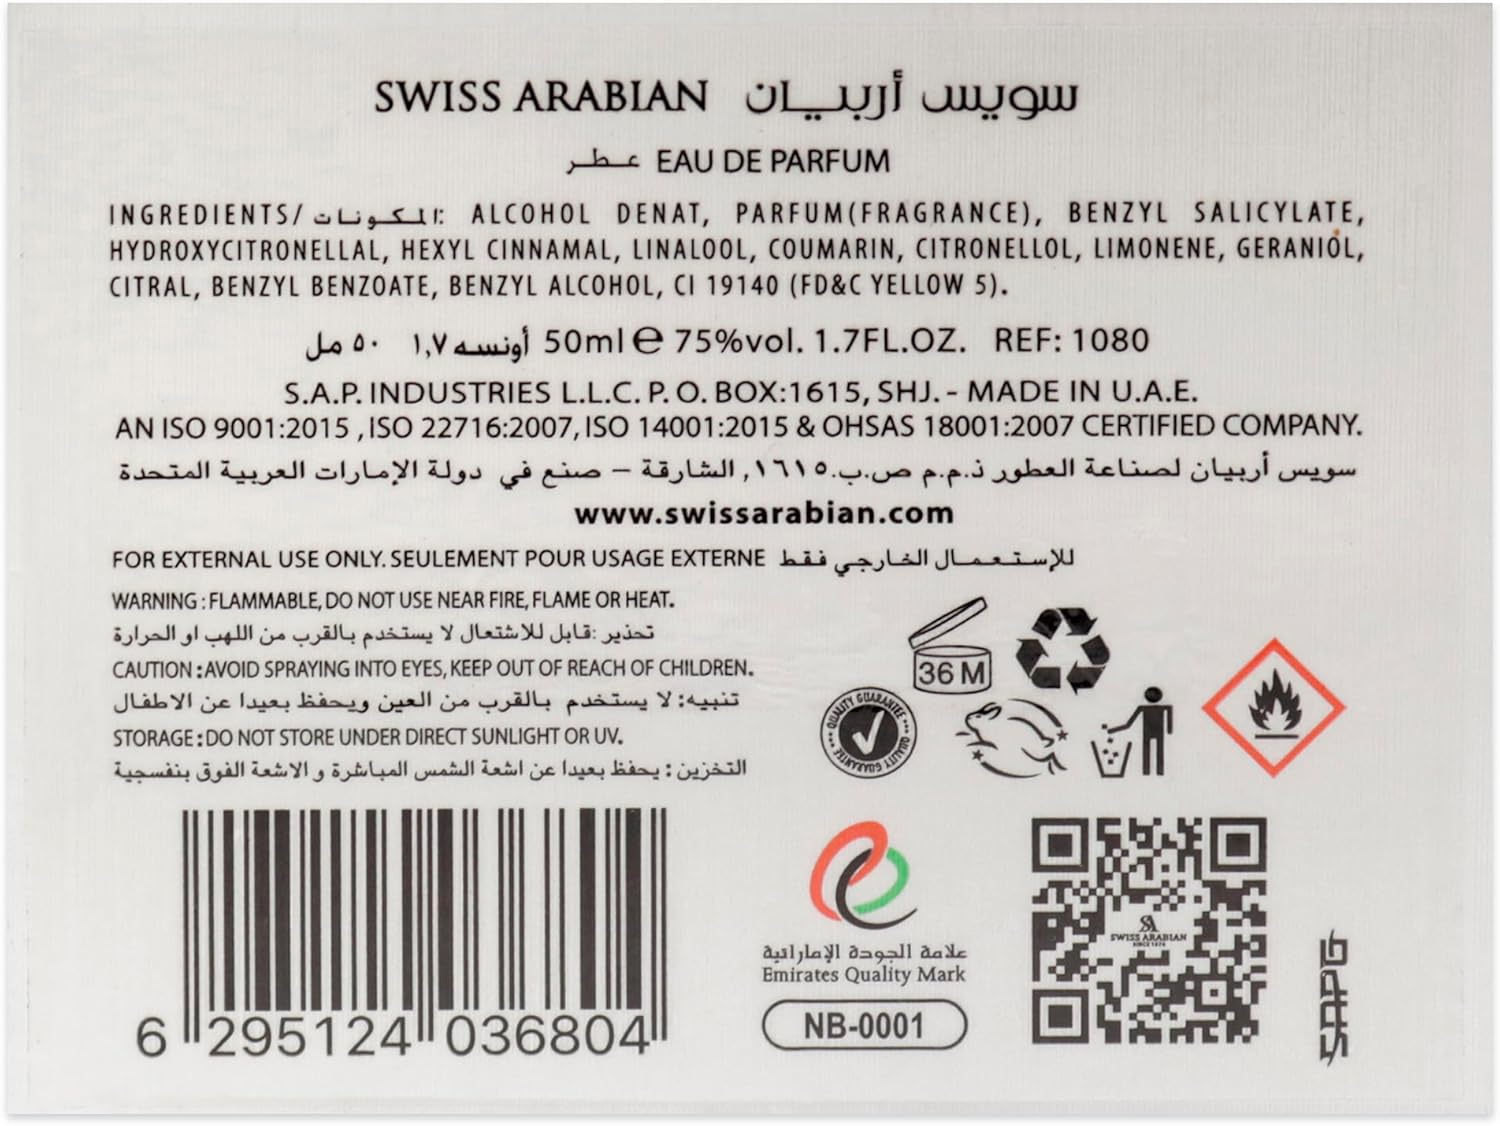 SWISS ARABIAN سويس أربيان
عطر EAU DE PARFUM
INGREDIENTS/ المكونات: ALCOHOL DENAT, PARFUM(FRAGRANCE), BENZYL SALICYLATE,
HYDROXYCITRONELLAL, HEXYL CINNAMAL, LINALOOL, COUMARIN, CITRONELLOL, LIMONENE, GERANIOL,
CITRAL, BENZYL BENZOATE, BENZYL ALCOHOL, CI 19140 (FD&C YELLOW 5).
٥٠ مل ١,٧ أونسه 50ml e 75%vol. 1.7FL.OZ. REF: 1080
S.A.P. INDUSTRIES L.L.C. P. O. BOX:1615, SHJ. - MADE IN U.A.E.
AN ISO 9001:2015 , ISO 22716:2007, ISO 14001:2015 & OHSAS 18001:2007 CERTIFIED COMPANY.
سويس أربيان لصناعة العطور ذ.م.م ص.ب.١٦١٥, الشارقة – صنع في دولة الإمارات العربية المتحدة
www.swissarabian.com
FOR EXTERNAL USE ONLY. SEULEMENT POUR USAGE EXTERNE للإستعمال الخارجي فقط
WARNING : FLAMMABLE, DO NOT USE NEAR FIRE, FLAME OR HEAT.
تحذير :قابل للاشتعال لا يستخدم بالقرب من اللهب او الحرارة
CAUTION : AVOID SPRAYING INTO EYES, KEEP OUT OF REACH OF CHILDREN.
تنبيه: لا يستخدم بالقرب من العين ويحفظ بعيدا عن الاطفال
STORAGE : DO NOT STORE UNDER DIRECT SUNLIGHT OR UV.
التخزين : يحفظ بعيدا عن اشعة الشمس المباشرة و الاشعة الفوق بنفسجية
36 M
QUALITY GUARANTEE QUALITY GUARANTEE
6 295124 036804
علامة الجودة الإماراتية
Emirates Quality Mark
NB-0001
SA
SWISS ARABIAN
SINCE 1974
SAPG